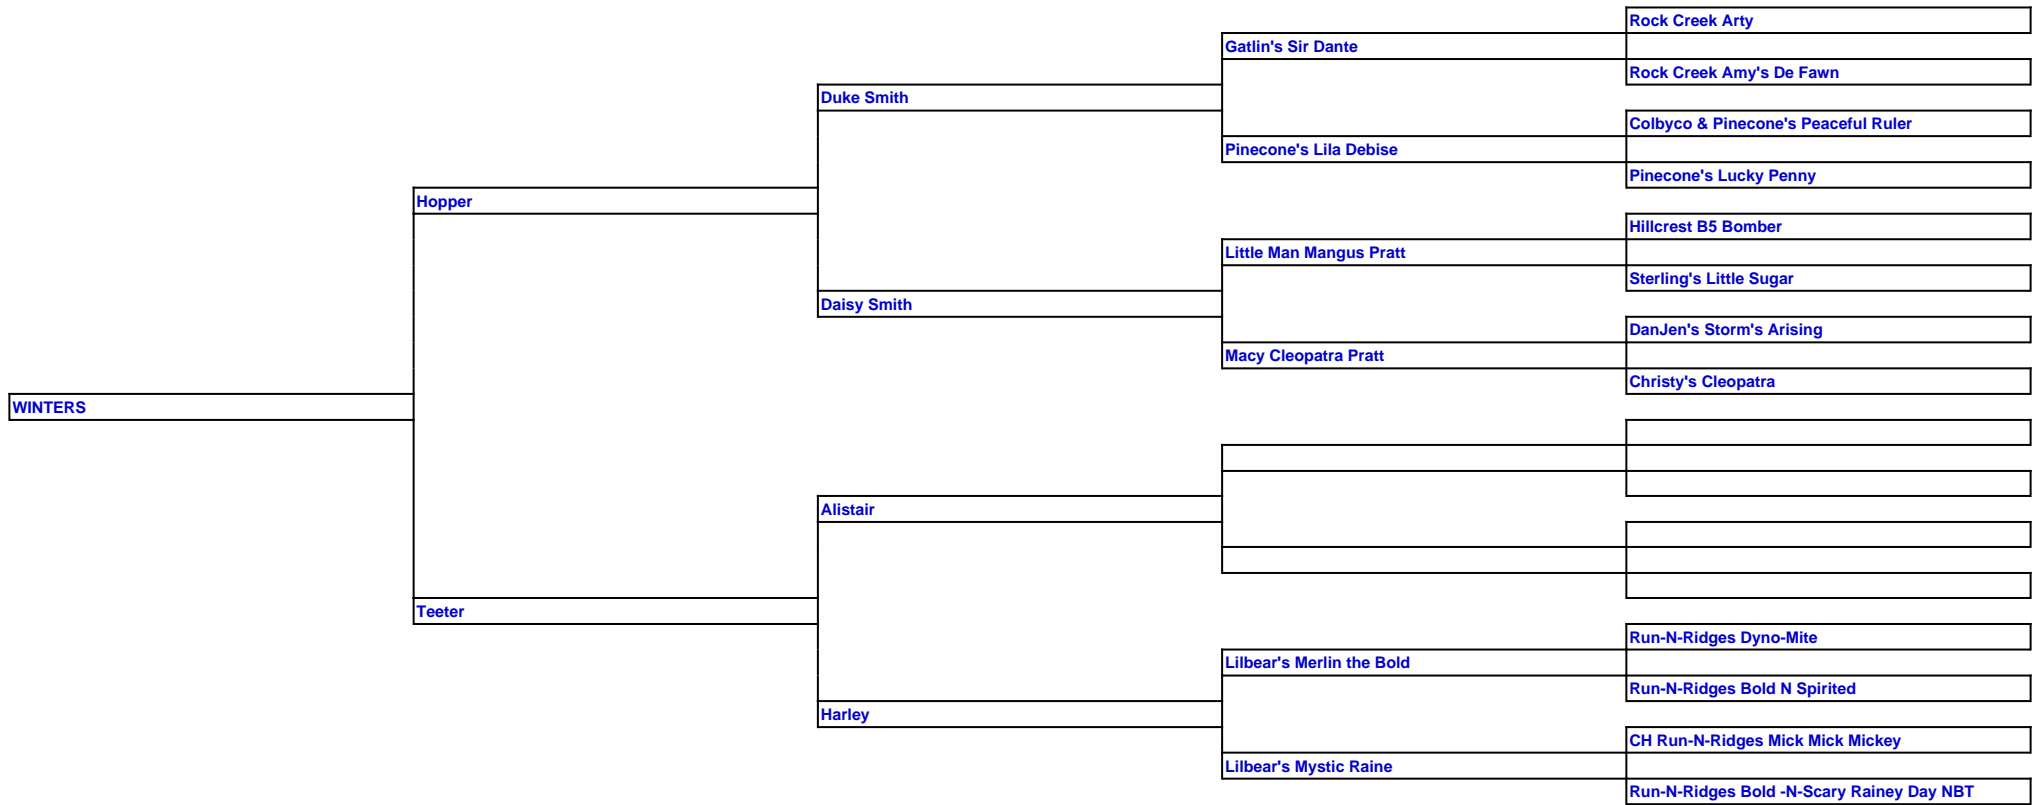 Rock Creek Arty
Gatlin's Sir Dante
Rock Creek Amy's De Fawn
Duke Smith
Colbyco & Pinecone's Peaceful Ruler
Pinecone's Lila Debise
Pinecone's Lucky Penny
Hopper
Hillcrest B5 Bomber
Little Man Mangus Pratt
Sterling's Little Sugar
Daisy Smith
DanJen's Storm's Arising
Macy Cleopatra Pratt
Christy's Cleopatra
WINTERS
Alistair
Teeter
Run-N-Ridges Dyno-Mite
Lilbear's Merlin the Bold
Run-N-Ridges Bold N Spirited
Harley
CH Run-N-Ridges Mick Mick Mickey
Lilbear's Mystic Raine
Run-N-Ridges Bold -N-Scary Rainey Day NBT